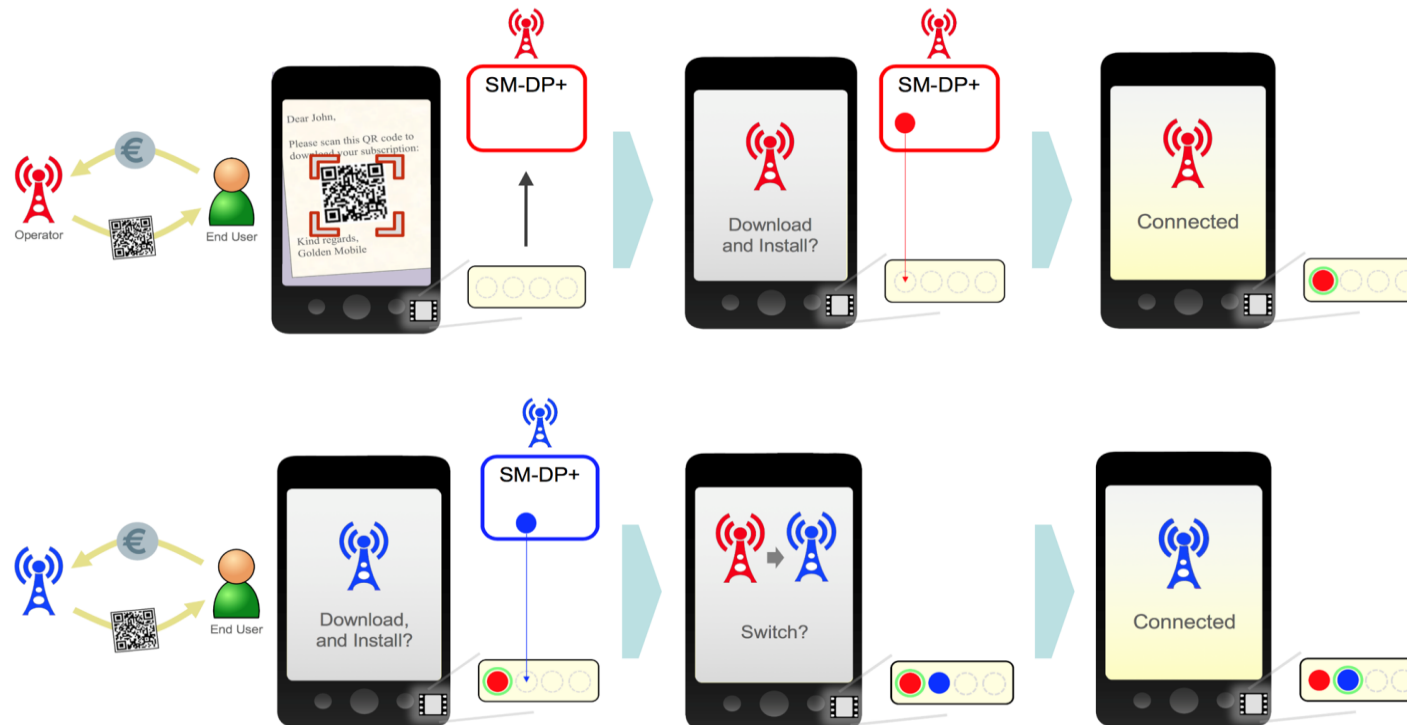 SM-DP+
Dear John,
Please scan this QR code to
download your subscription:
Kind regards,
Golden Mobile
€
Operator
End User
SM-DP+
Download
and Install?
Connected
€
End User
SM-DP+
Download,
and Install?
Switch?
Connected